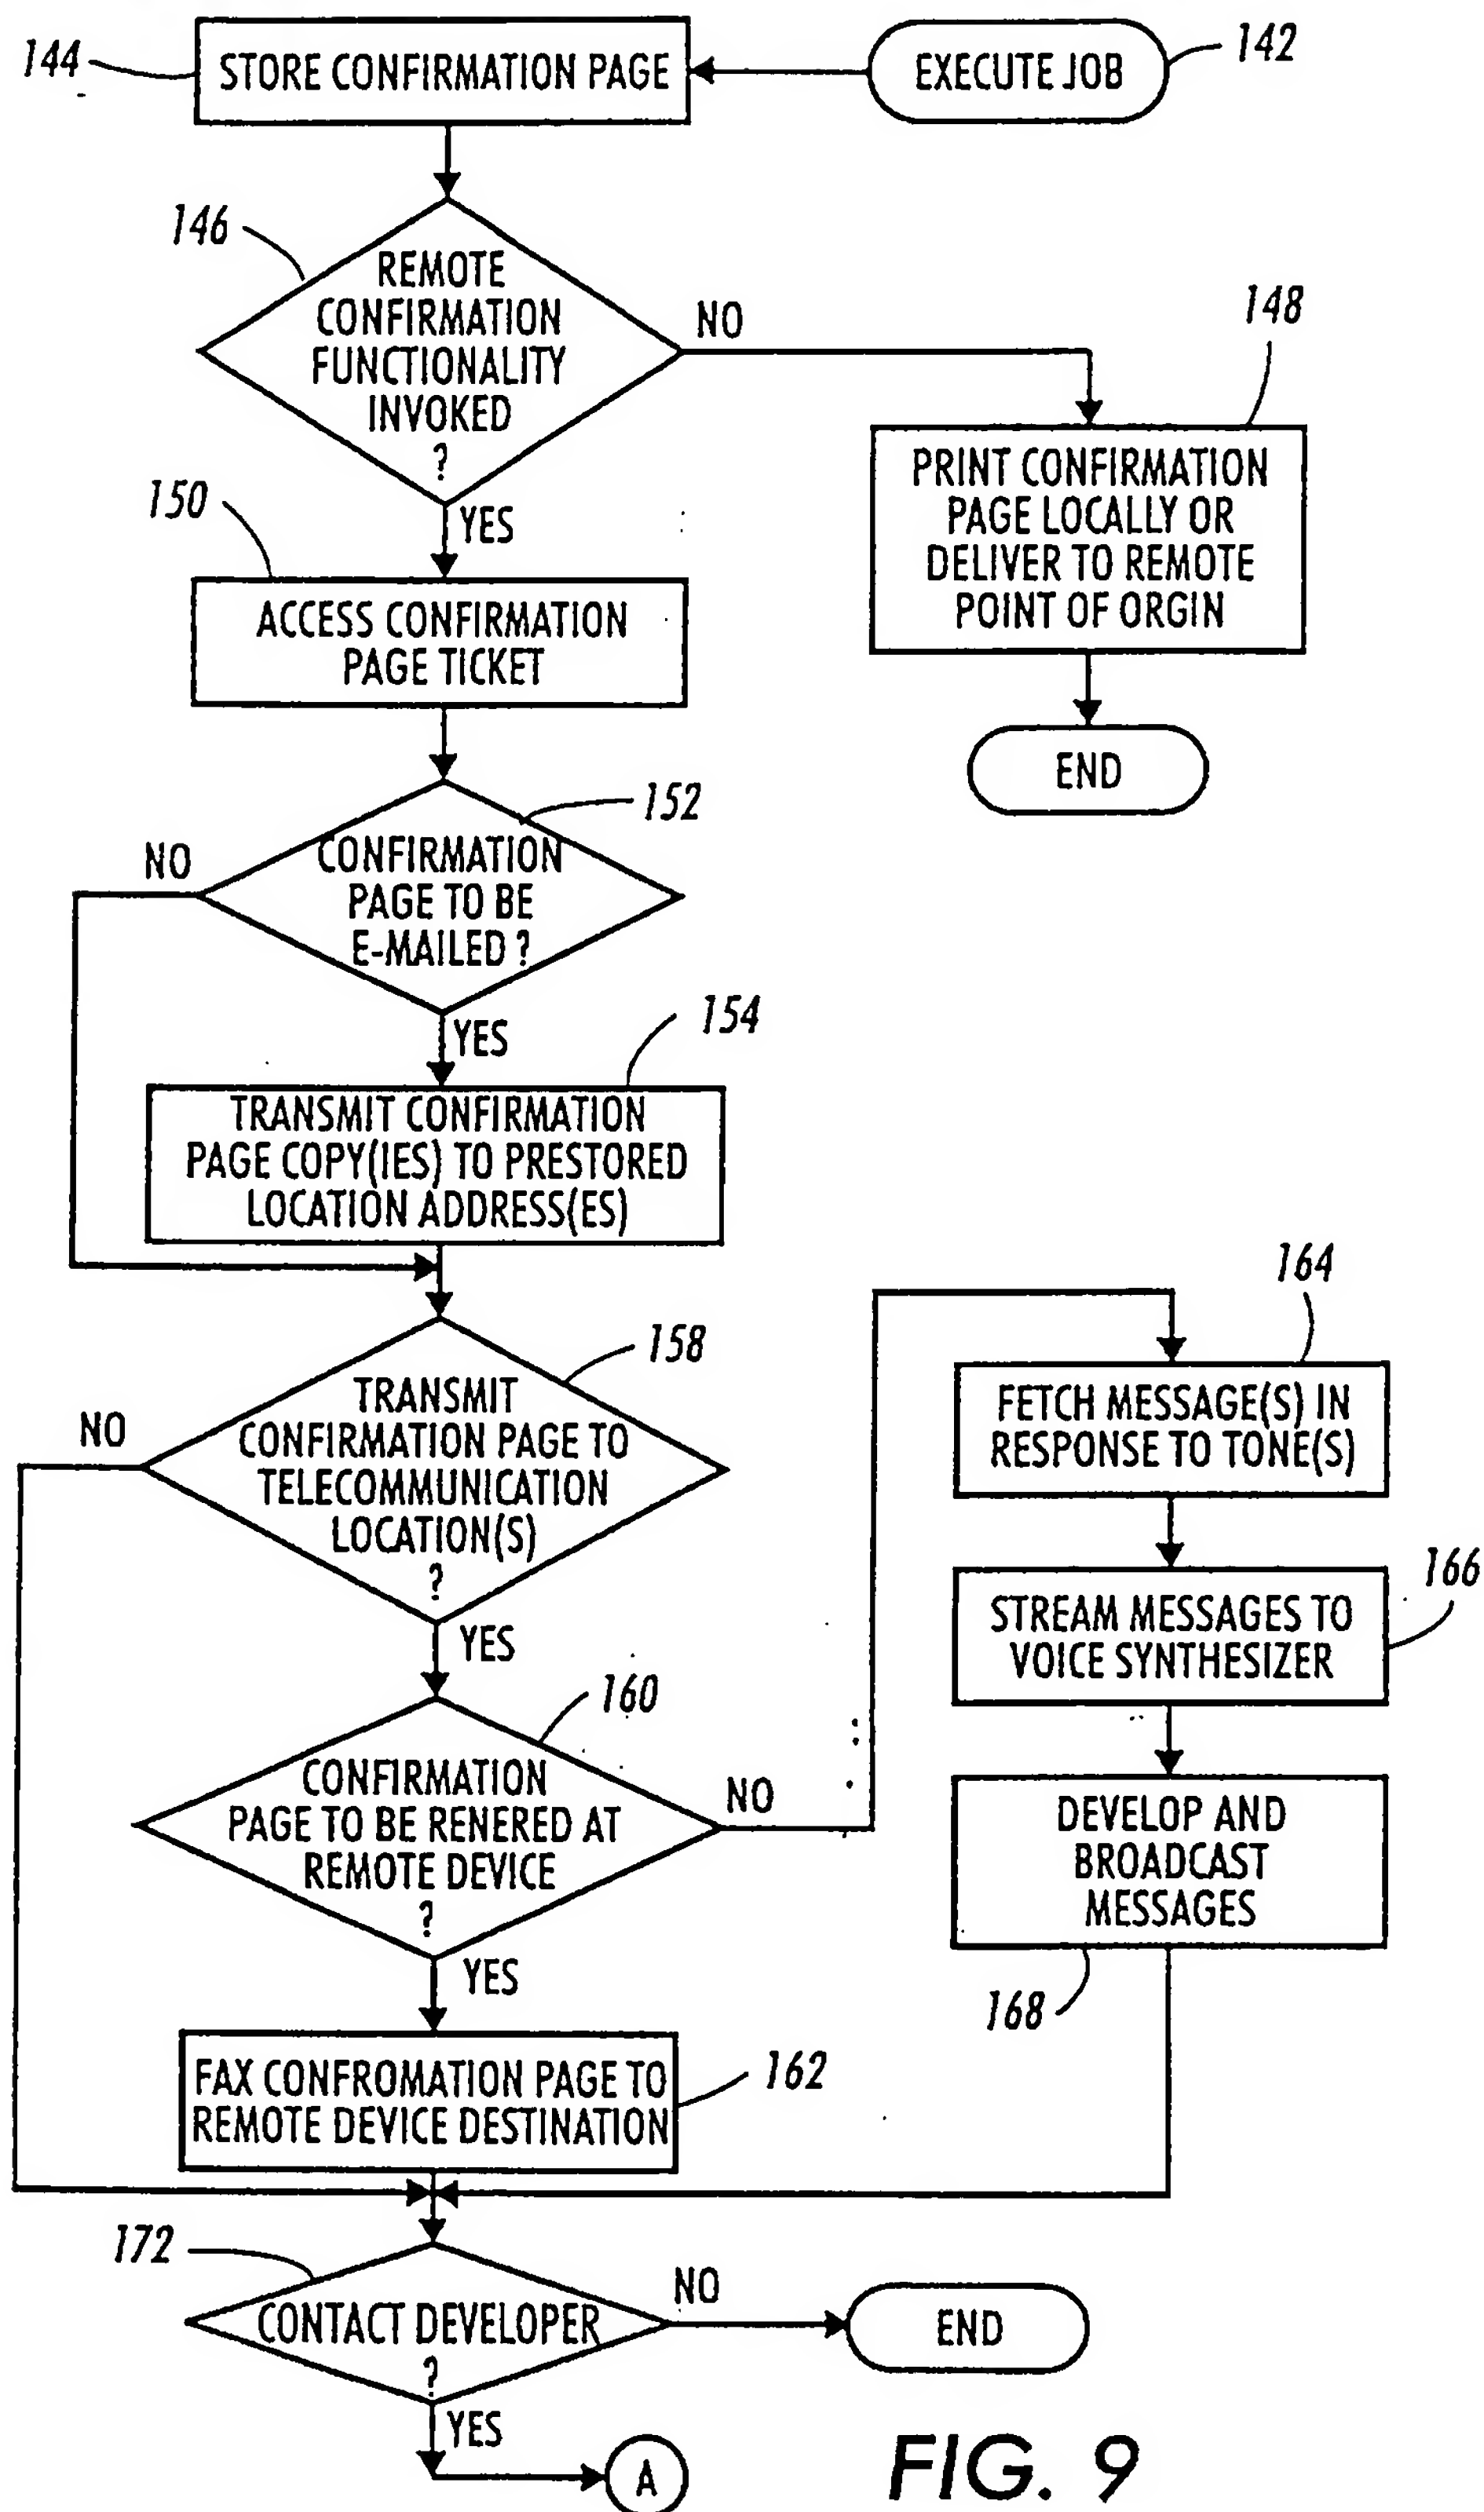 144
STORE CONFIRMATION PAGE
EXECUTE JOB
142
146
REMOTE
CONFIRMATION
FUNCTIONALITY
INVOKED
?
NO
148
PRINT CONFIRMATION
PAGE LOCALLY OR
DELIVER TO REMOTE
POINT OF ORGIN
END
YES
150
ACCESS CONFIRMATION
PAGE TICKET
152
CONFIRMATION
PAGE TO BE
E-MAILED ?
NO
YES
154
TRANSMIT CONFIRMATION
PAGE COPY(IES) TO PRESTORED
LOCATION ADDRESS(ES)
158
TRANSMIT
CONFIRMATION PAGE TO
TELECOMMUNICATION
LOCATION(S)
?
NO
YES
160
CONFIRMATION
PAGE TO BE RENERED AT
REMOTE DEVICE
?
NO
YES
164
FETCH MESSAGE(S) IN
RESPONSE TO TONE(S)
166
STREAM MESSAGES TO
VOICE SYNTHESIZER
DEVELOP AND
BROADCAST
MESSAGES
168
FAX CONFROMATION PAGE TO
REMOTE DEVICE DESTINATION
162
172
CONTACT DEVELOPER
?
NO
END
YES
A
FIG. 9